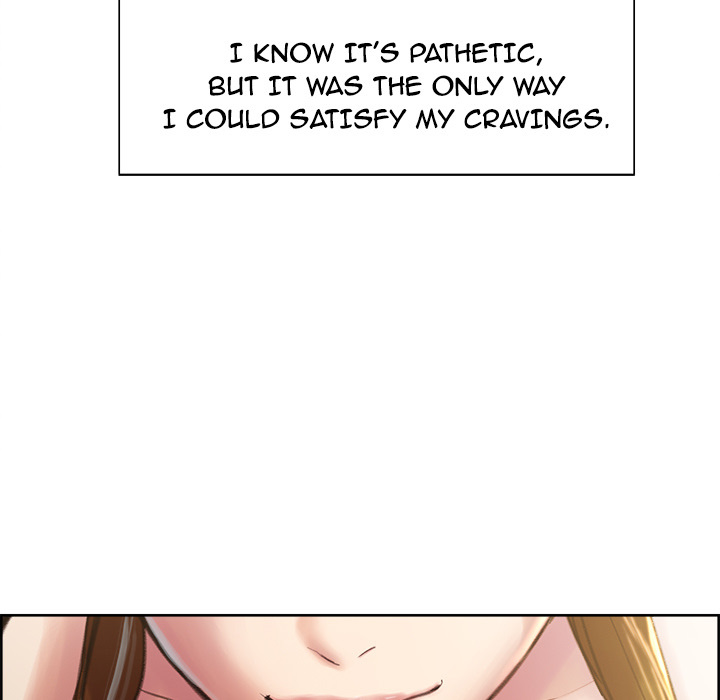 I KNOW IT'S PATHETIC,
BUT IT WAS THE ONLY WAY
I COULD SATISFY MY CRAVINGS.